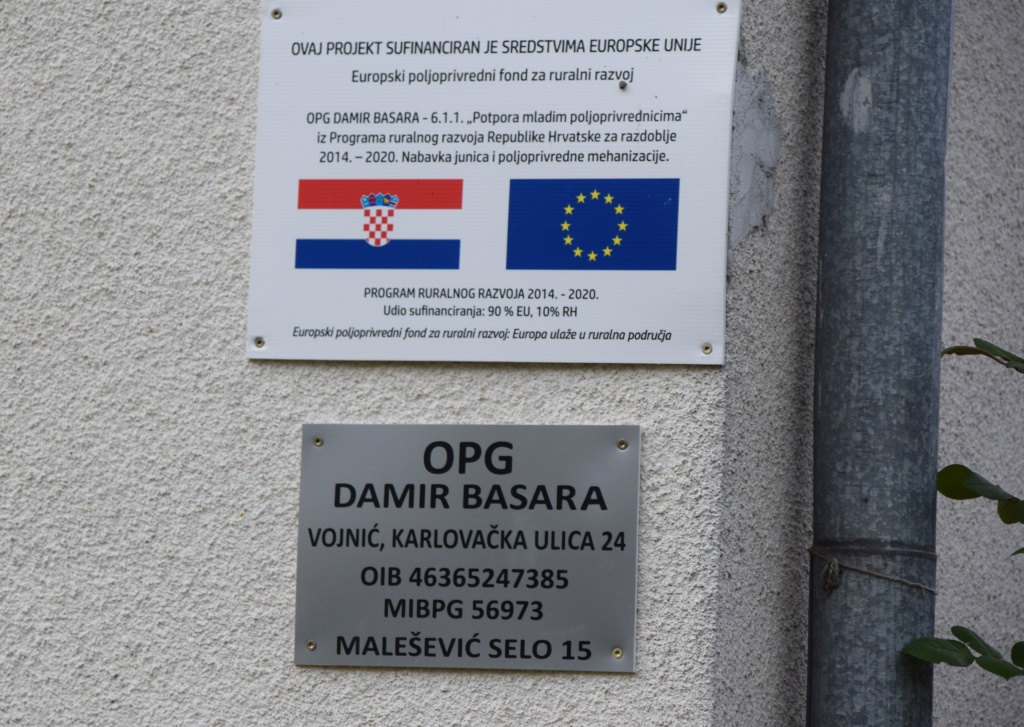 OVAJ PROJEKT SUFINANCIRAN JE SREDSTVIMA EUROPSKE UNIJE
Europski poljoprivredni fond za ruralni razvoj
OPG DAMIR BASARA - 6.1.1. „Potpora mladim poljoprivrednicima“
iz Programa ruralnog razvoja Republike Hrvatske za razdoblje
2014. – 2020. Nabavka junica i poljoprivredne mehanizacije.
PROGRAM RURALNOG RAZVOJA 2014. - 2020.
Udio sufinanciranja: 90 % EU, 10% RH
Europski poljoprivredni fond za ruralni razvoj: Europa ulaže u ruralna područja
OPG
DAMIR BASARA
VOJNIĆ, KARLOVAČKA ULICA 24
OIB 46365247385
MIBPG 56973
MALEŠEVIĆ SELO 15